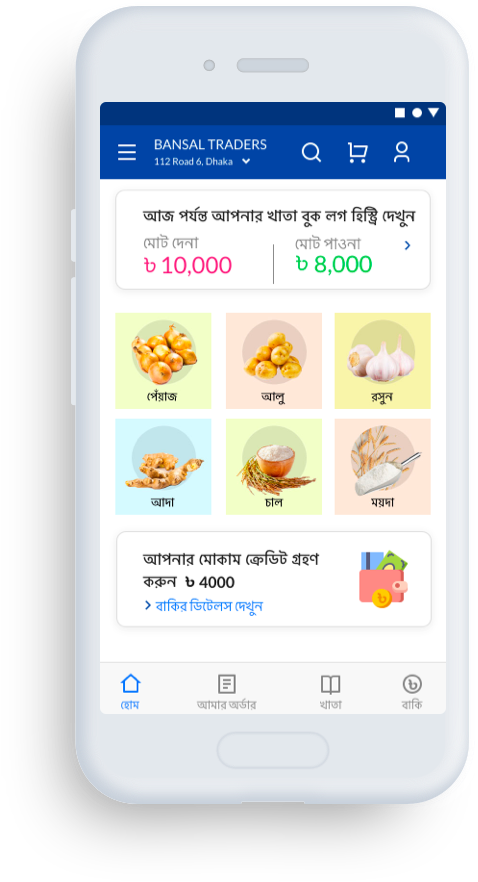 BANSAL TRADERS
112 Road 6, Dhaka
আজ পর্যন্ত আপনার খাতা বুক লগ হিস্ট্রি দেখুন
মোট দেনা
৳ 10,000
মোট পাওনা
৳ 8,000
পেঁয়াজ
আলু
রসুন
আদা
চাল
ময়দা
আপনার মোকাম ক্রেডিট গ্রহণ
করুন ৳ 4000
বাকির ডিটেলস দেখুন
হোম
আমার অর্ডার
খাতা
বাকি